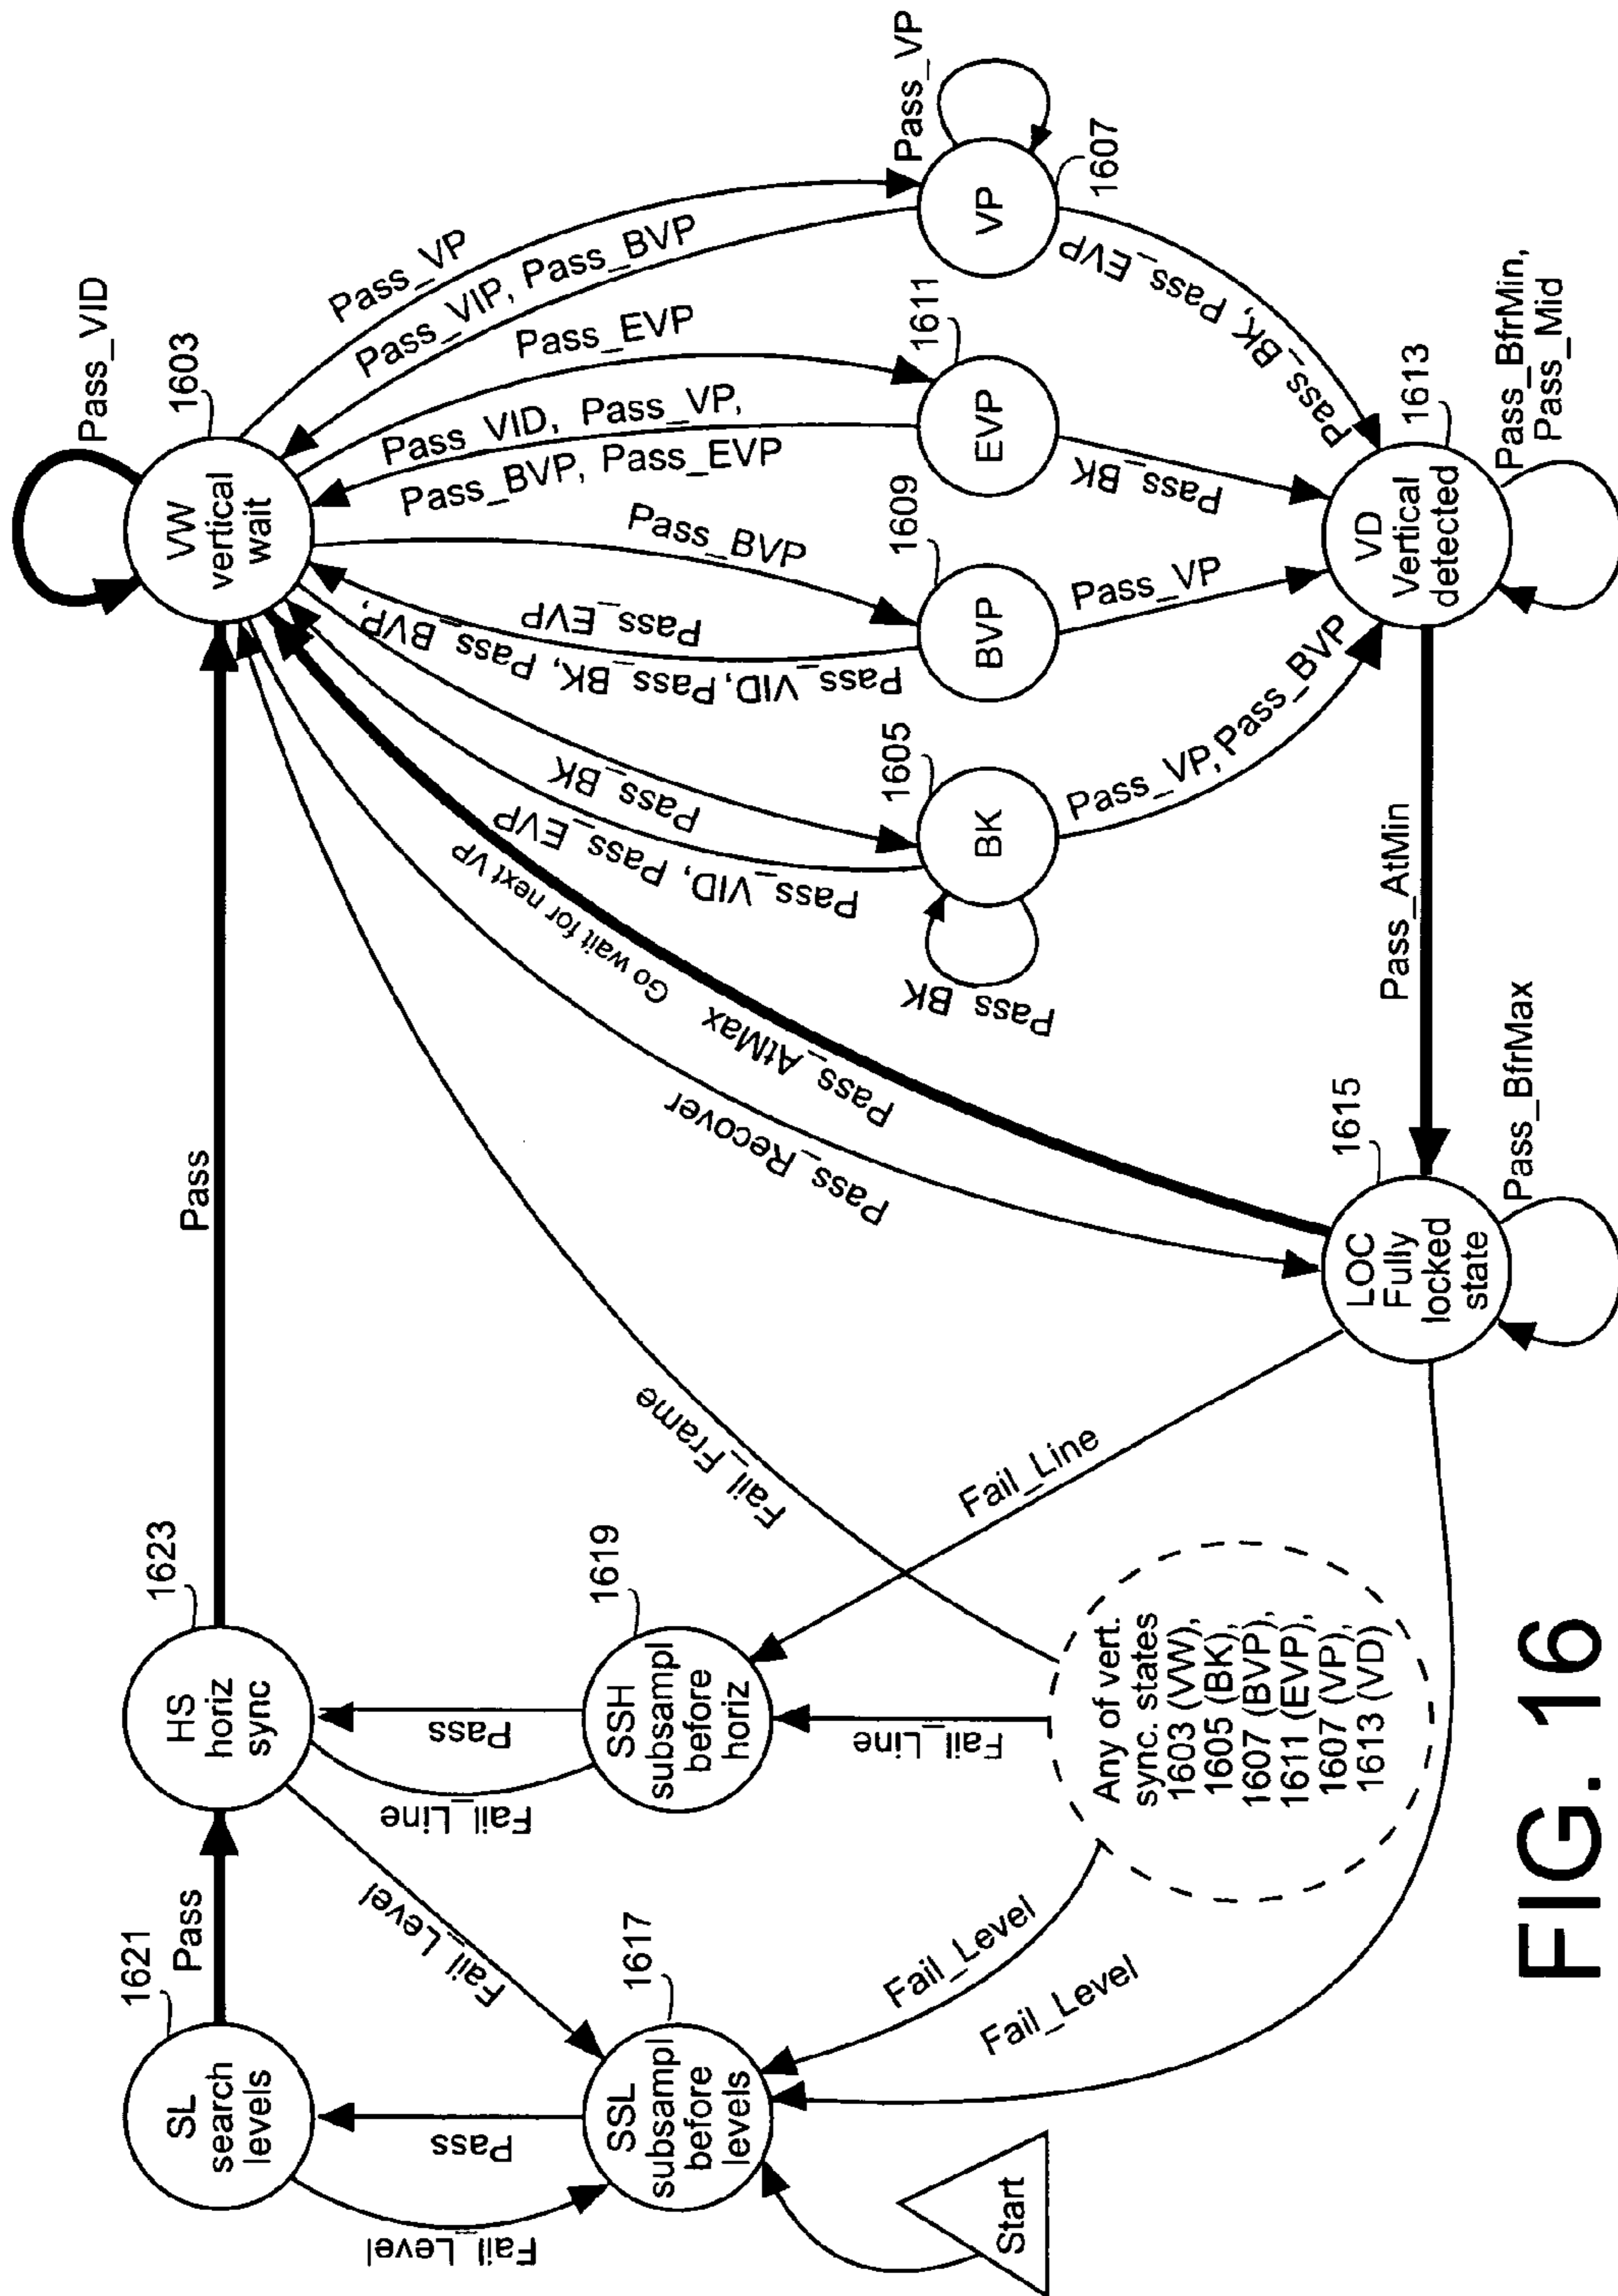 SL
search
levels
1621
Pass
HS
horiz
sync
1623
Pass
VW
vertical
wait
1603
Pass_VID
Fail_Level
Pass
Fail_Level
Fail_Line
Pass
SSL
subsampl
before
levels
1617
SSH
subsampl
before
horiz
1619
Start
Fail_Level
Fail_Level
Fail_Line
Any of vert.
sync. states
1603 (VW),
1605 (BK),
1607 (BVP),
1611 (EVP),
1607 (VP),
1613 (VD)
Fail_Frame
Fail_Line
Pass_Recover
Pass_AtMax
Go wait for next VP
Pass_VID, Pass_EVP
Pass_BK
Pass_VID, Pass_BK, Pass_BVP,
Pass_EVP
Pass_BVP
Pass_BVP, Pass_EVP
Pass_VID, Pass_VP,
Pass_EVP
Pass_VIP, Pass_BVP
Pass_VP
Pass_BK
BK
1605
BVP
1609
EVP
1611
VP
1607
Pass_VP
Pass_VP, Pass_BVP
Pass_VP
Pass_BK
Pass_BK, Pass_EVP
LOC
Fully
locked
state
1615
Pass_BfrMax
Pass_AtMin
VD
Vertical
detected
1613
Pass_BfrMin,
Pass_Mid
FIG. 16